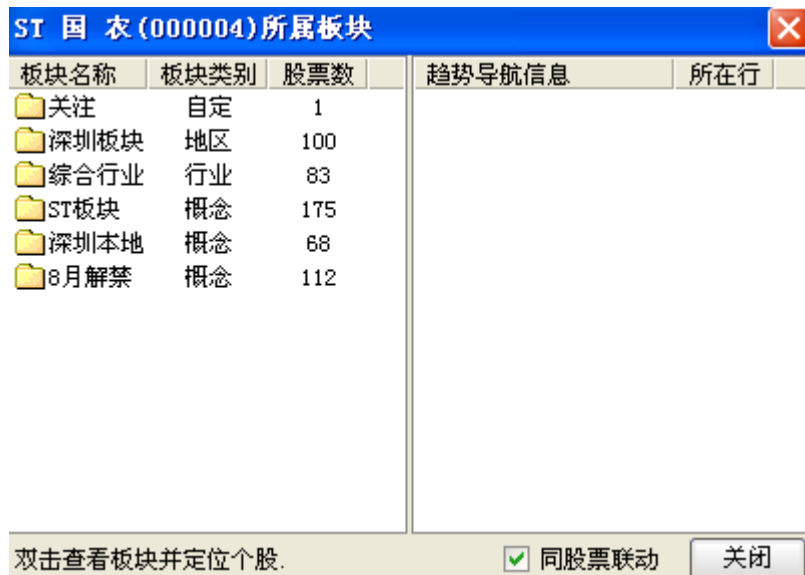 ST 国 衣(000004)所属板块
板块名称 板块类别 股票数 趋势导航信息 所在行
关注 自定 1
深圳板块 地区 100
综合行业 行业 83
ST板块 概念 175
深圳本地 概念 68
8月解禁 概念 112
双击查看板块并定位个股. 同股票联动 关闭